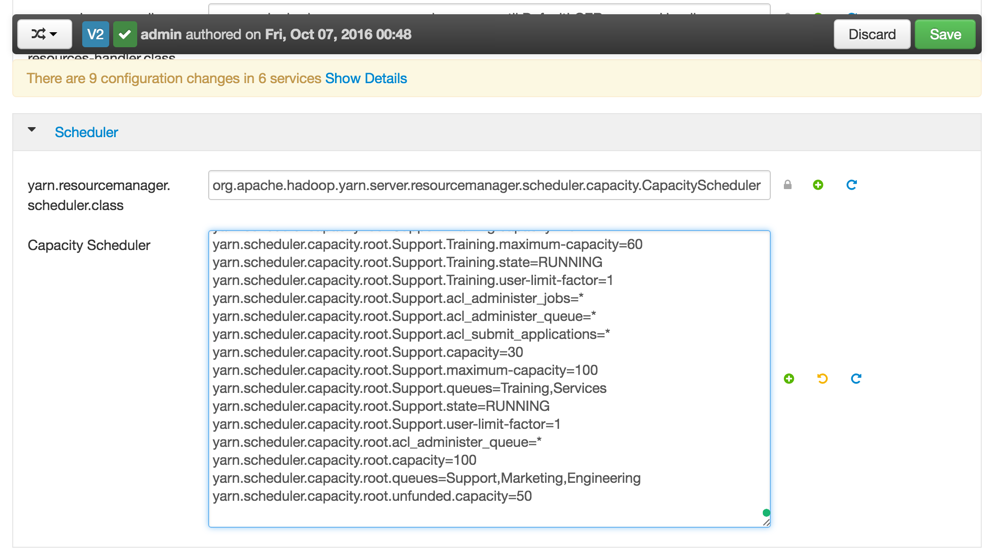 V2
admin authored on Fri, Oct 07, 2016 00:48
Discard
Save
resources-handler.class
There are 9 configuration changes in 6 services Show Details
Scheduler
yarn.resourcemanager.
scheduler.class
org.apache.hadoop.yarn.server.resourcemanager.scheduler.capacity.CapacityScheduler
Capacity Scheduler
yarn.scheduler.capacity.root.Support.Training.maximum-capacity=60
yarn.scheduler.capacity.root.Support.Training.state=RUNNING
yarn.scheduler.capacity.root.Support.Training.user-limit-factor=1
yarn.scheduler.capacity.root.Support.acl_administer_jobs=*
yarn.scheduler.capacity.root.Support.acl_administer_queue=*
yarn.scheduler.capacity.root.Support.acl_submit_applications=*
yarn.scheduler.capacity.root.Support.capacity=30
yarn.scheduler.capacity.root.Support.maximum-capacity=100
yarn.scheduler.capacity.root.Support.queues=Training,Services
yarn.scheduler.capacity.root.Support.state=RUNNING
yarn.scheduler.capacity.root.Support.user-limit-factor=1
yarn.scheduler.capacity.root.acl_administer_queue=*
yarn.scheduler.capacity.root.capacity=100
yarn.scheduler.capacity.root.queues=Support,Marketing,Engineering
yarn.scheduler.capacity.root.unfunded.capacity=50